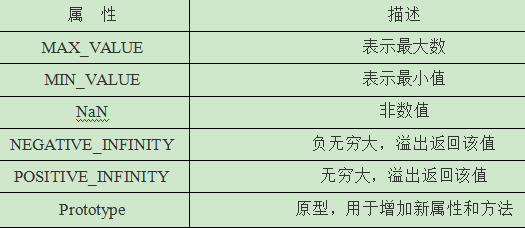 属 性 描述
MAX_VALUE 表示最大数
MIN_VALUE 表示最小值
NaN 非数值
NEGATIVE_INFINITY 负无穷大，溢出返回该值
POSITIVE_INFINITY 无穷大，溢出返回该值
Prototype 原型，用于增加新属性和方法